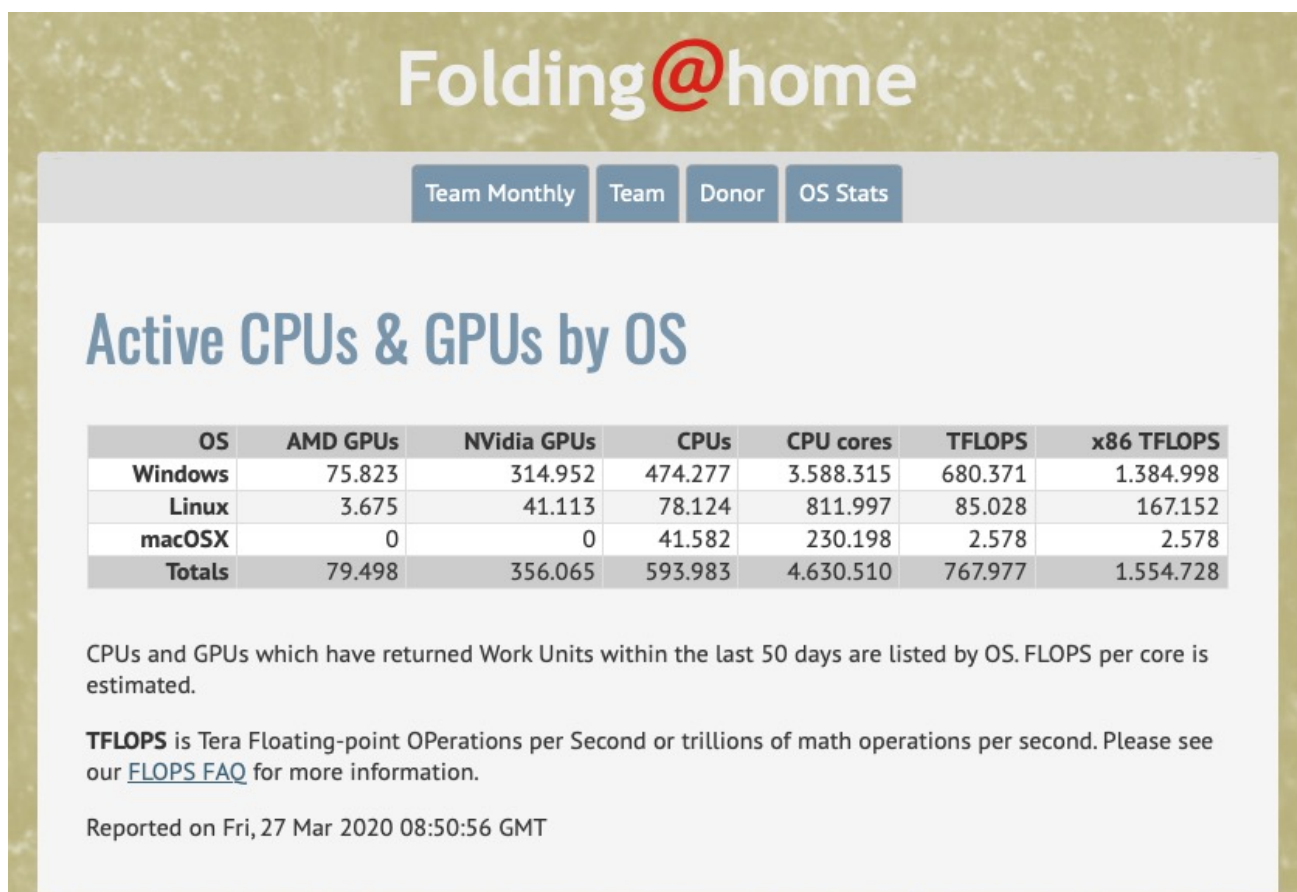 Folding@home
Team Monthly Team Donor OS Stats
Active CPUs & GPUs by OS
OS AMD GPUs NVidia GPUs CPUs CPU cores TFLOPS x86 TFLOPS
Windows 75.823 314.952 474.277 3.588.315 680.371 1.384.998
Linux 3.675 41.113 78.124 811.997 85.028 167.152
macOSX 0 0 41.582 230.198 2.578 2.578
Totals 79.498 356.065 593.983 4.630.510 767.977 1.554.728
CPUs and GPUs which have returned Work Units within the last 50 days are listed by OS. FLOPS per core is
estimated.
TFLOPS is Tera Floating-point OPerations per Second or trillions of math operations per second. Please see
our FLOPS FAQ for more information.
Reported on Fri, 27 Mar 2020 08:50:56 GMT